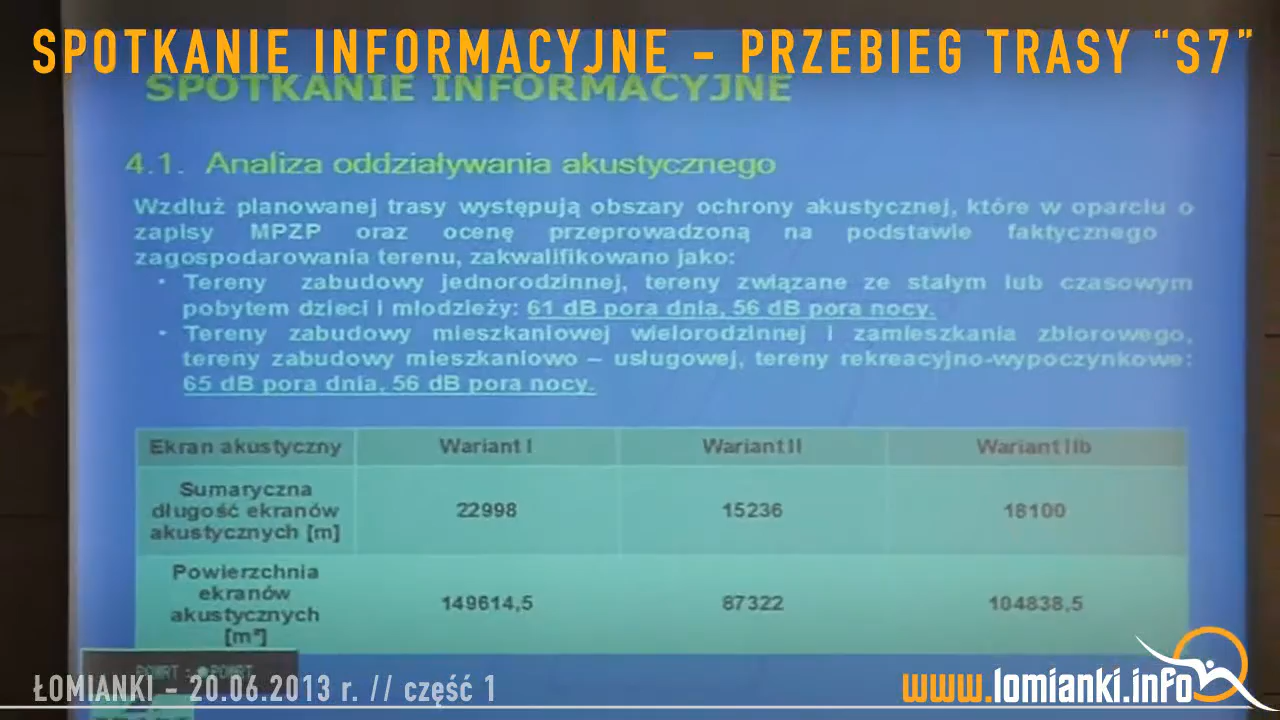 SPOTKANIE INFORMACYJNE - PRZEBIEG TRASY “S7”
SPOTKANIE INFORMACYJNE
4.1. Analiza oddziaływania akustycznego
Wzdłuż planowanej trasy występują obszary ochrony akustycznej, które w oparciu o
zapisy MPZP oraz ocenę przeprowadzoną na podstawie faktycznego
zagospodarowania terenu, zakwalifikowano jako:
• Tereny zabudowy jednorodzinnej, tereny związane ze stałym lub czasowym
pobytem dzieci i młodzieży: 61 dB pora dnia, 56 dB pora nocy.
• Tereny zabudowy mieszkaniowej wielorodzinnej i zamieszkania zbiorowego,
tereny zabudowy mieszkaniowo – usługowej, tereny rekreacyjno-wypoczynkowe:
65 dB pora dnia, 56 dB pora nocy.
Ekran akustyczny Wariant I Wariant II Wariant IIb
Sumaryczna
długość ekranów
akustycznych [m]
22998 15236 18100
Powierzchnia
ekranów
akustycznych
[m²]
149614,5 87322 104838,5
ŁOMIANKI - 20.06.2013 r. // część 1
www.lomianki.info